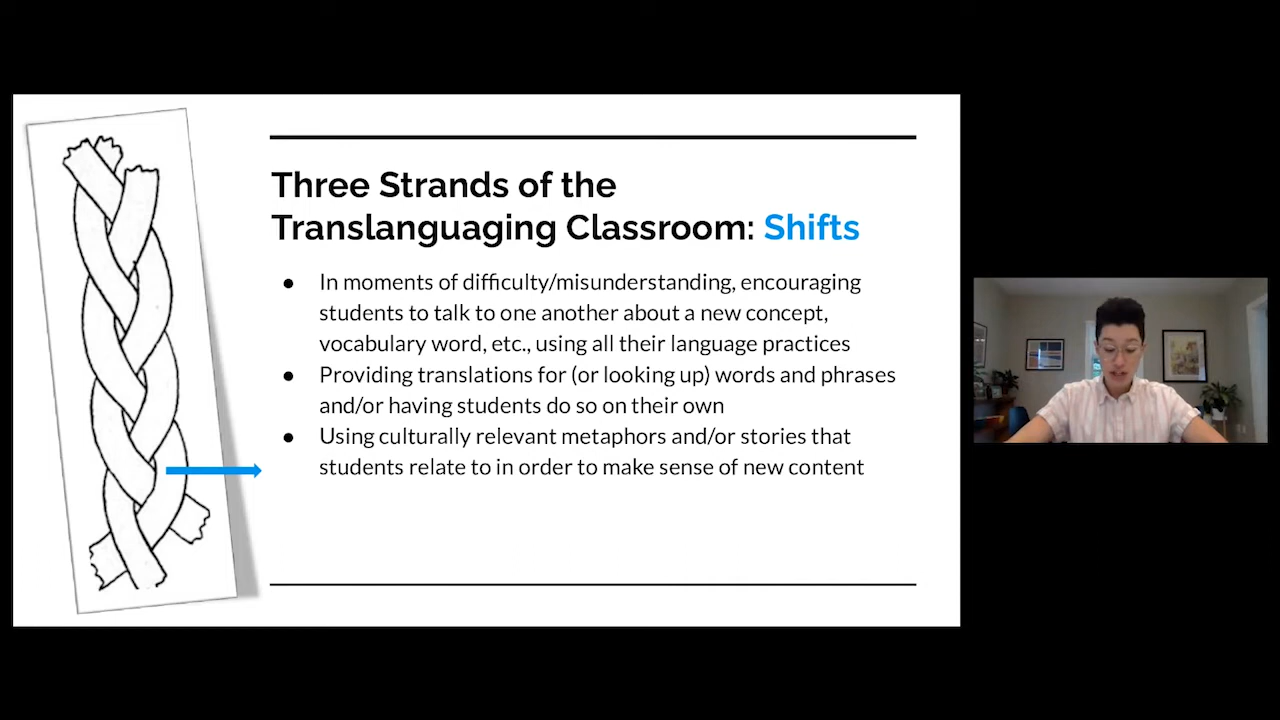 Three Strands of the
Translanguaging Classroom: Shifts
● In moments of difficulty/misunderstanding, encouraging
students to talk to one another about a new concept,
vocabulary word, etc., using all their language practices
● Providing translations for (or looking up) words and phrases
and/or having students do so on their own
● Using culturally relevant metaphors and/or stories that
students relate to in order to make sense of new content